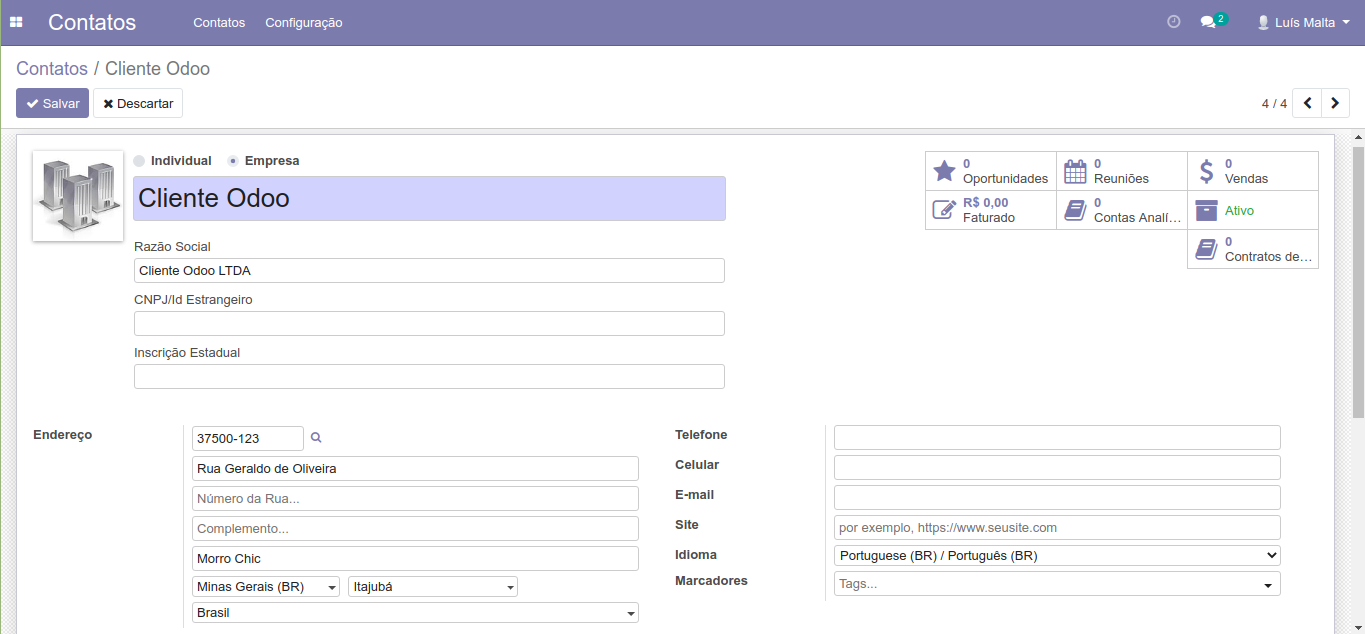 Contatos
Contatos
Configuração
2
Luís Malta
Contatos / Cliente Odoo
Salvar
Descartar
4 / 4
Individual
Empresa
Cliente Odoo
0
Oportunidades
0
Reuniões
0
Vendas
R$ 0,00
Faturado
0
Contas Analí...
Ativo
0
Contratos de...
Razão Social
Cliente Odoo LTDA
CNPJ/Id Estrangeiro
Inscrição Estadual
Endereço
37500-123
Rua Geraldo de Oliveira
Número da Rua...
Complemento...
Morro Chic
Minas Gerais (BR)
Itajubá
Brasil
Telefone
Celular
E-mail
Site
por exemplo, https://www.seusite.com
Idioma
Portuguese (BR) / Português (BR)
Marcadores
Tags...